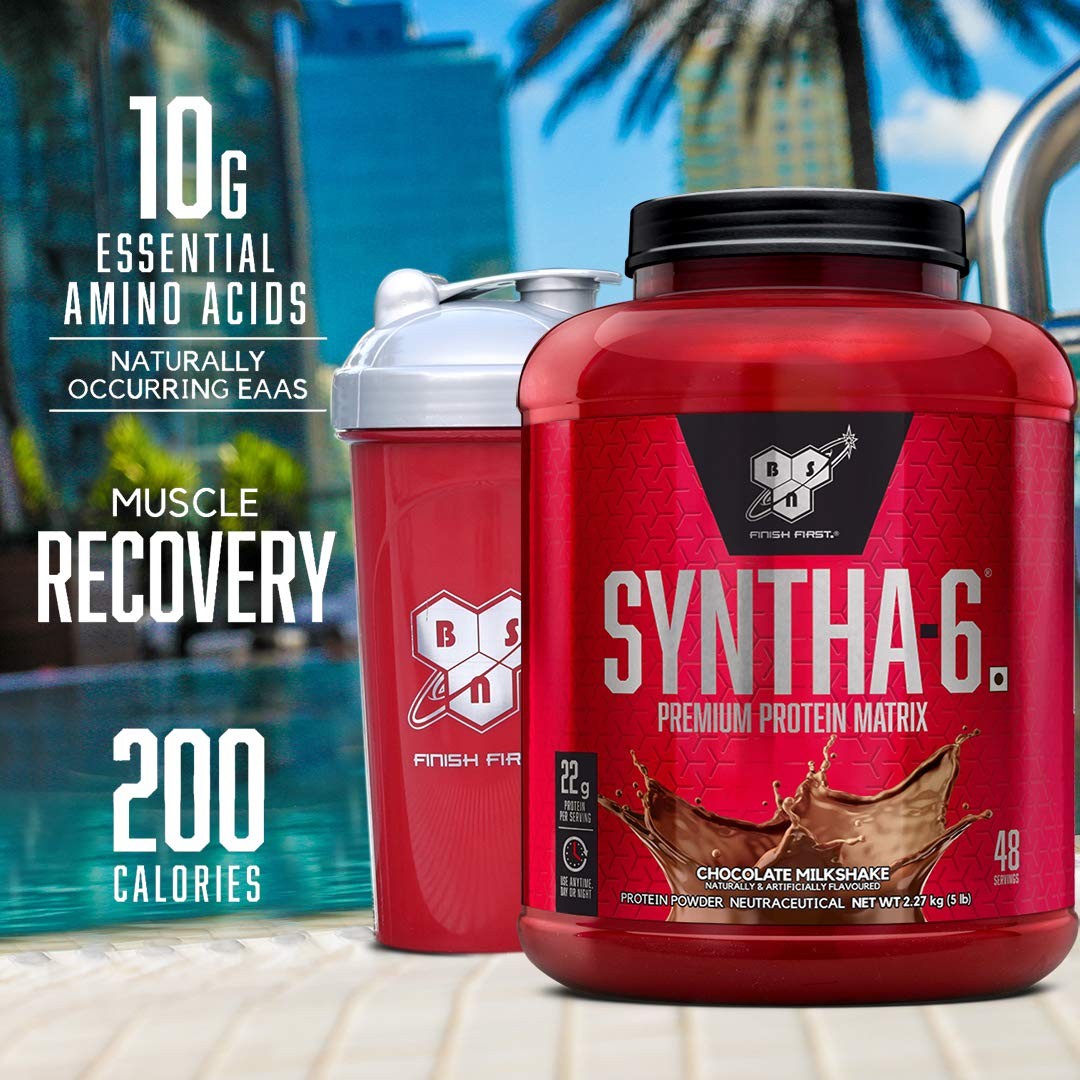 10G
ESSENTIAL
AMINO ACIDS
NATURALLY
OCCURRING EAAS
MUSCLE
RECOVERY
200
CALORIES
B S
N
FINISH FIR
B S
N
FINISH FIRST.®
SYNTHA-6®
PREMIUM PROTEIN MATRIX
22g
PROTEIN
PER SERVING
USE ANYTIME,
DAY OR NIGHT
CHOCOLATE MILKSHAKE
NATURALLY & ARTIFICIALLY FLAVOURED
PROTEIN POWDER NEUTRACEUTICAL NET WT 2.27 kg (5 lb)
48
SERVINGS